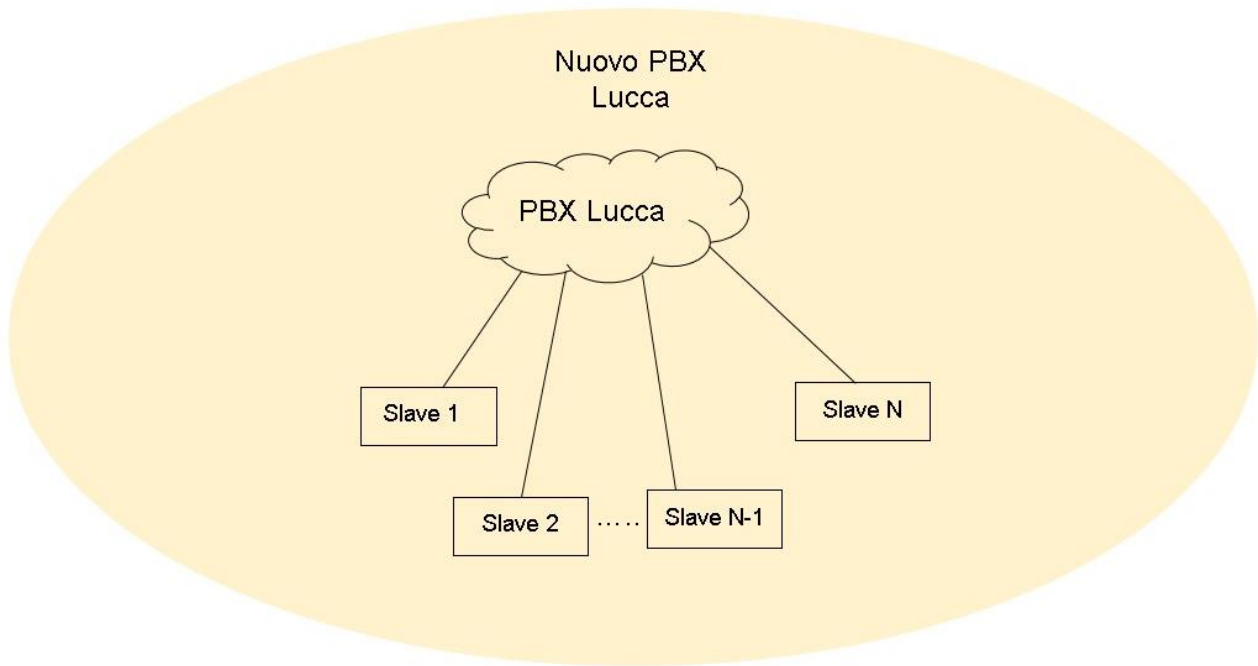 Nuovo PBX
Lucca
PBX Lucca
Slave 1
Slave N
Slave 2 ..... Slave N-1